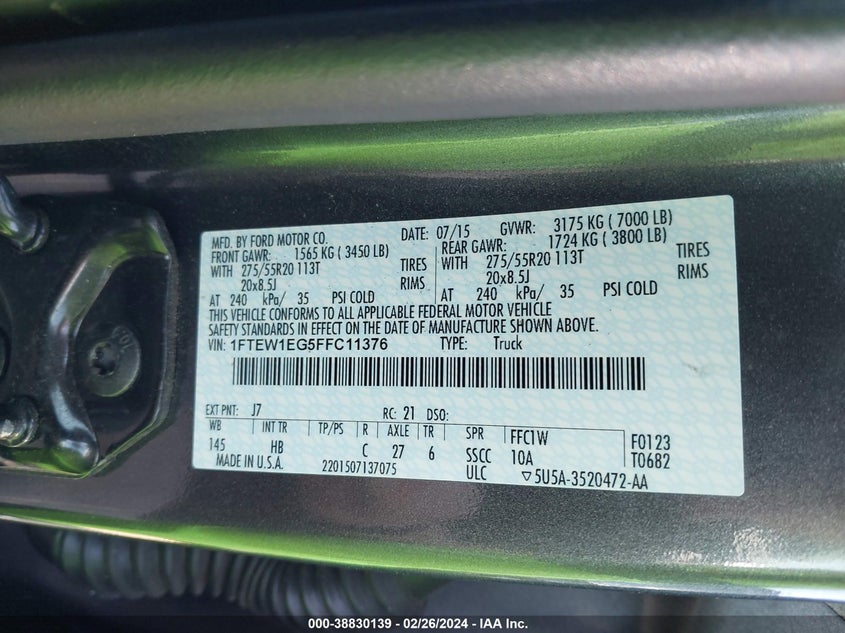 MFD. BY FORD MOTOR CO. DATE: 07/15 GVWR: 3175 KG ( 7000 LB)
FRONT GAWR: 1565 KG ( 3450 LB) REAR GAWR: 1724 KG ( 3800 LB)
WITH 275/55R20 113T TIRES WITH 275/55R20 113T TIRES
20x8.5J RIMS 20x8.5J RIMS
AT 240 kPa/ 35 PSI COLD AT 240 kPa/ 35 PSI COLD
THIS VEHICLE CONFORMS TO ALL APPLICABLE FEDERAL MOTOR VEHICLE
SAFETY STANDARDS IN EFFECT ON THE DATE OF MANUFACTURE SHOWN ABOVE.
VIN: 1FTEW1EG5FFC11376 TYPE: Truck
EXT PNT: J7 RC: 21 DSO:
WB INT TR TP/PS R AXLE TR SPR FFC1W F0123
145 HB C 27 6 SSCC 10A T0682
MADE IN U.S.A. 2201507137075 ULC ▽5U5A-3520472-AA
000-38830139 - 02/26/2024 - IAA Inc.